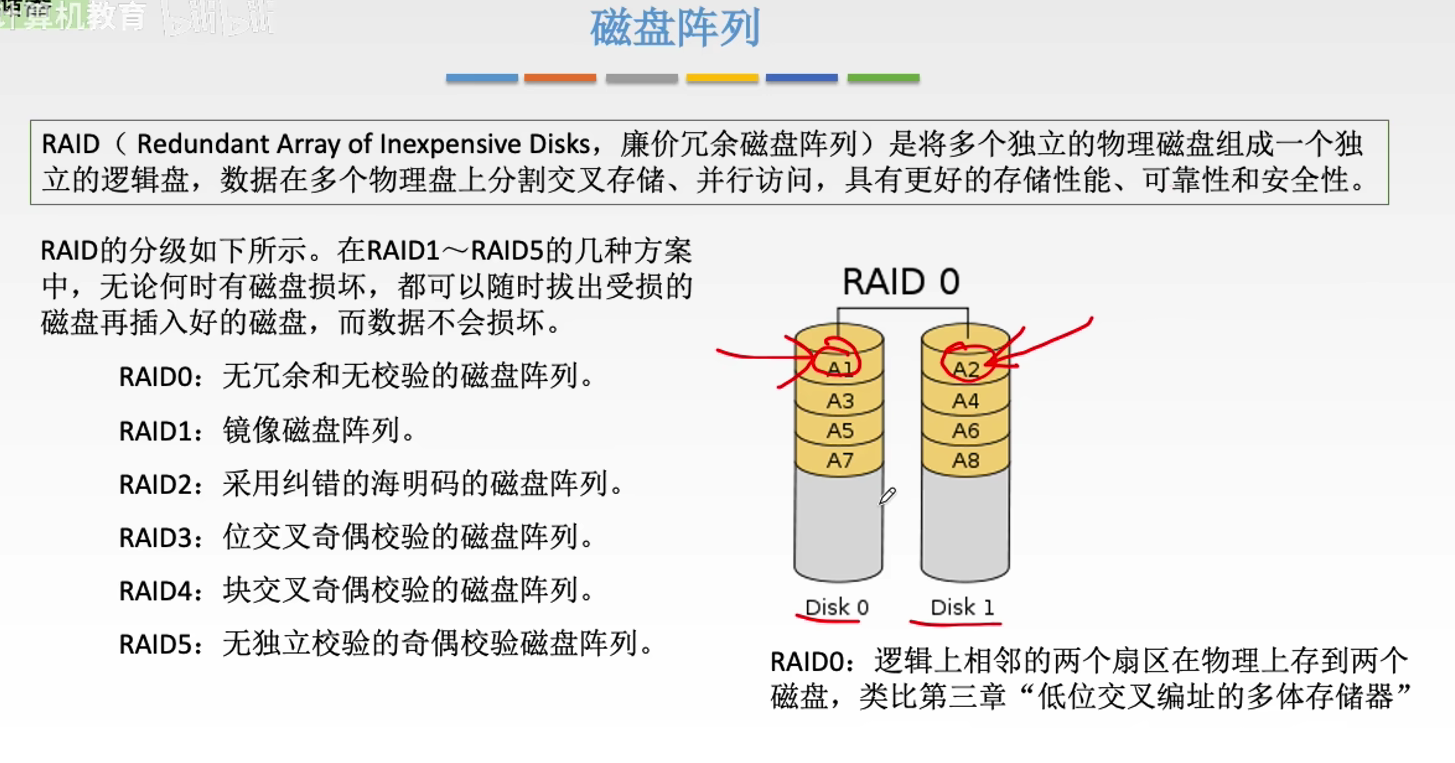 计算机教育 bilibili
磁盘阵列
RAID（ Redundant Array of Inexpensive Disks，廉价冗余磁盘阵列）是将多个独立的物理磁盘组成一个独
立的逻辑盘，数据在多个物理盘上分割交叉存储、并行访问，具有更好的存储性能、可靠性和安全性。
RAID的分级如下所示。在RAID1～RAID5的几种方案
中，无论何时有磁盘损坏，都可以随时拔出受损的
磁盘再插入好的磁盘，而数据不会损坏。
RAID0：无冗余和无校验的磁盘阵列。
RAID1：镜像磁盘阵列。
RAID2：采用纠错的海明码的磁盘阵列。
RAID3：位交叉奇偶校验的磁盘阵列。
RAID4：块交叉奇偶校验的磁盘阵列。
RAID5：无独立校验的奇偶校验磁盘阵列。
RAID 0
A1 A2
A3 A4
A5 A6
A7 A8
Disk 0 Disk 1
RAID0：逻辑上相邻的两个扇区在物理上存到两个
磁盘，类比第三章“低位交叉编址的多体存储器”